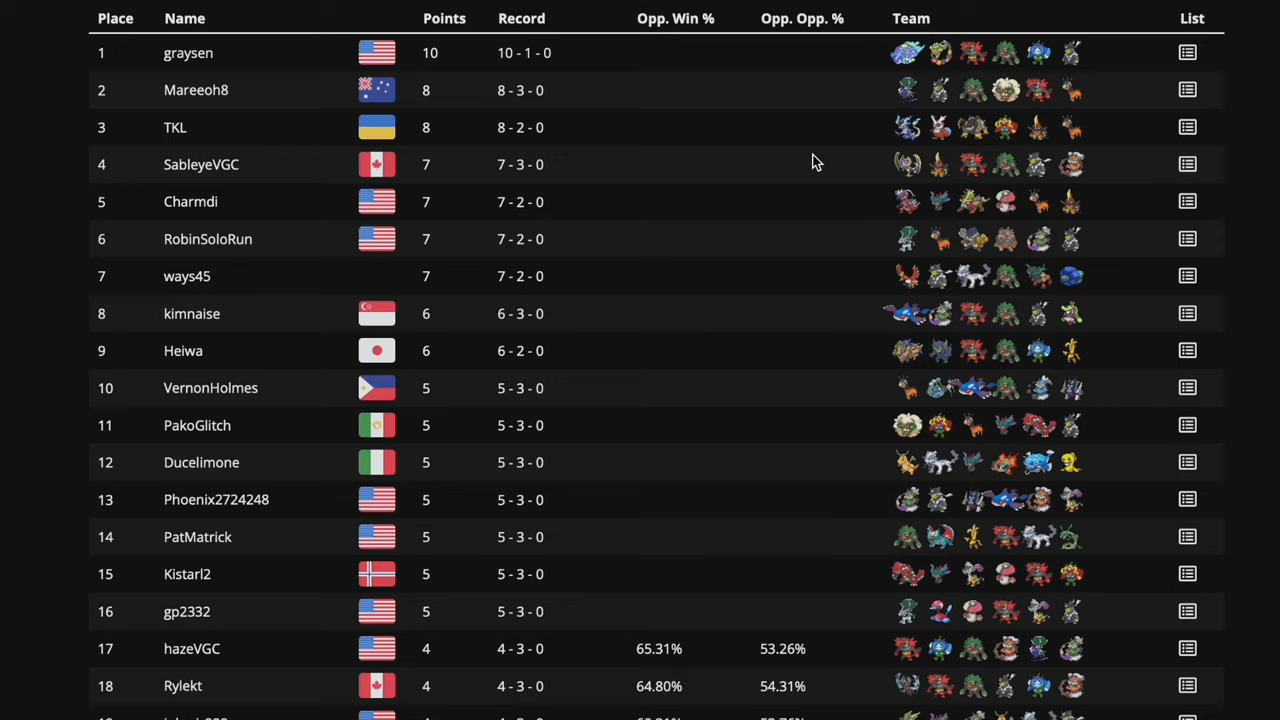 Place Name Points Record Opp. Win % Opp. Opp. % Team List
1 graysen 10 10 - 1 - 0
2 Mareeoh8 8 8 - 3 - 0
3 TKL 8 8 - 2 - 0
4 SableyeVGC 7 7 - 3 - 0
5 Charmdi 7 7 - 2 - 0
6 RobinSoloRun 7 7 - 2 - 0
7 ways45 7 7 - 2 - 0
8 kimnaise 6 6 - 3 - 0
9 Heiwa 6 6 - 2 - 0
10 VernonHolmes 5 5 - 3 - 0
11 PakoGlitch 5 5 - 3 - 0
12 Ducelimone 5 5 - 3 - 0
13 Phoenix2724248 5 5 - 3 - 0
14 PatMatrick 5 5 - 3 - 0
15 Kistarl2 5 5 - 3 - 0
16 gp2332 5 5 - 3 - 0
17 hazeVGC 4 4 - 3 - 0 65.31% 53.26%
18 Rylekt 4 4 - 3 - 0 64.80% 54.31%